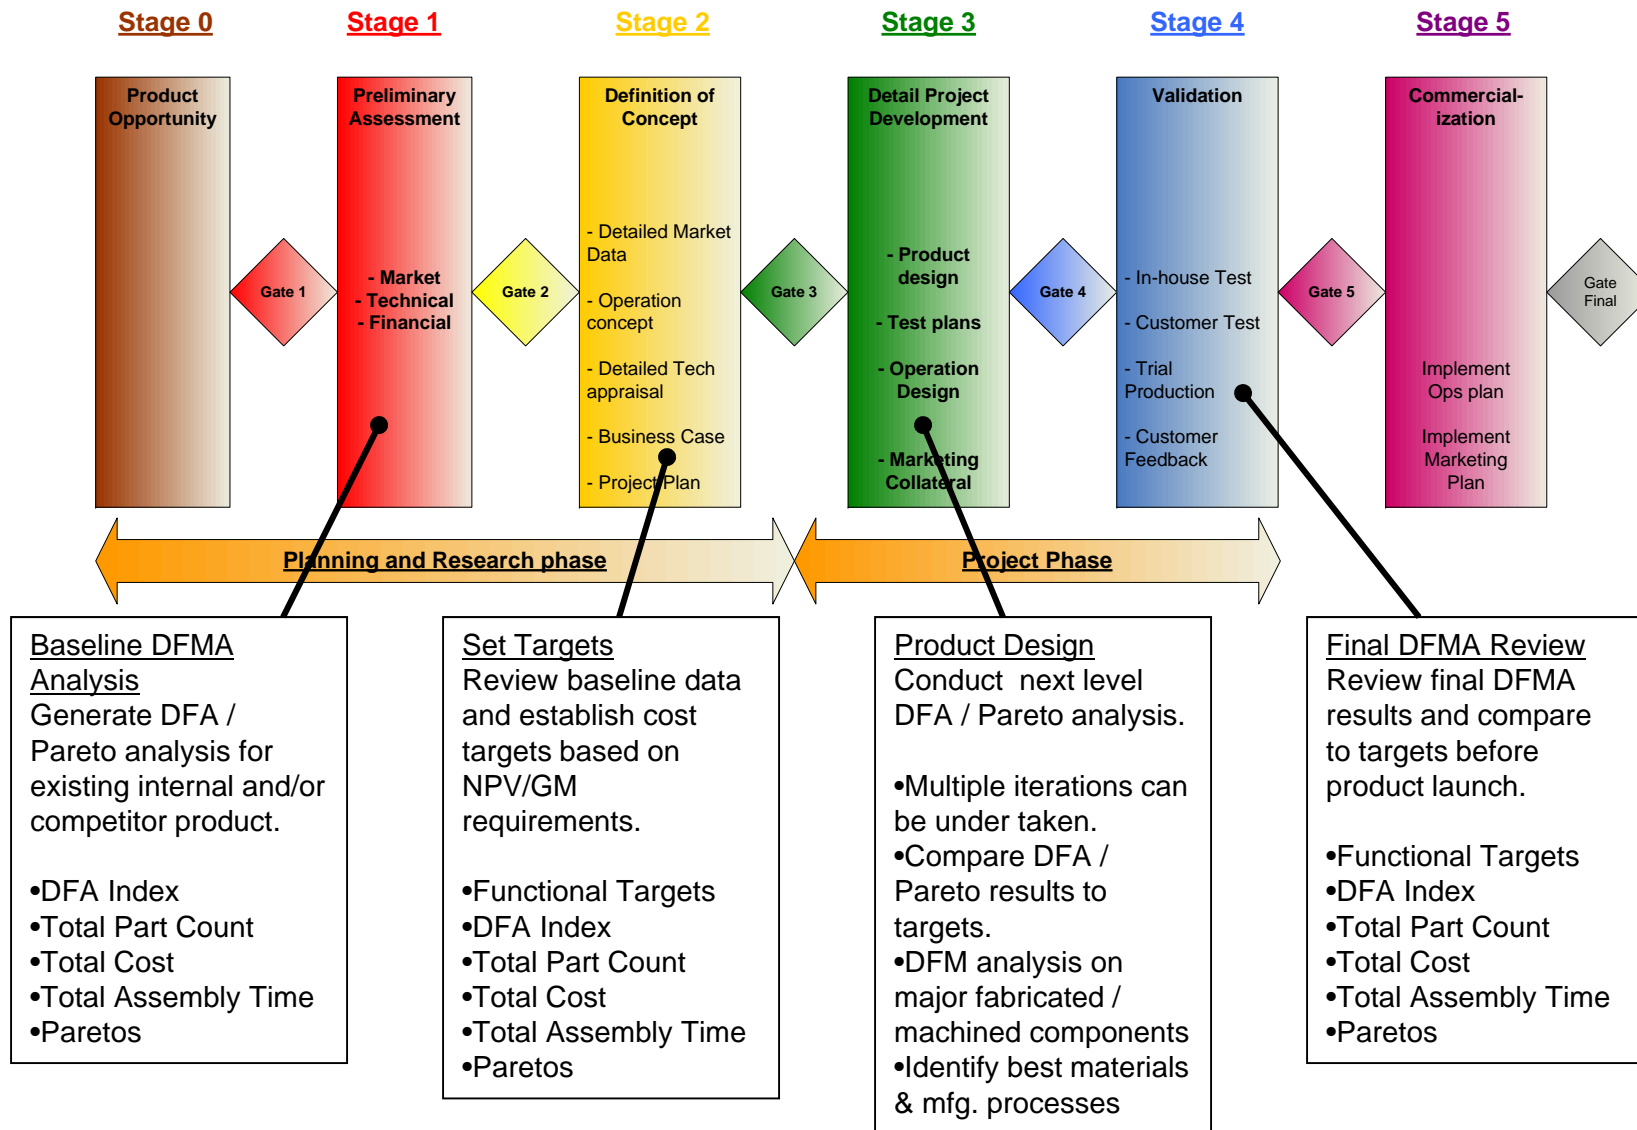 Stage 0
Stage 1
Stage 2
Stage 3
Stage 4
Stage 5
Product
Opportunity
Gate 1
Preliminary
Assessment
- Market
- Technical
- Financial
Gate 2
Definition of
Concept
- Detailed Market
Data
- Operation
concept
- Detailed Tech
appraisal
- Business Case
- Project Plan
Gate 3
Detail Project
Development
- Product
design
- Test plans
- Operation
Design
- Marketing
Collateral
Gate 4
Validation
- In-house Test
- Customer Test
- Trial
Production
- Customer
Feedback
Gate 5
Commercial-
ization
Implement
Ops plan
Implement
Marketing
Plan
Gate
Final
Planning and Research phase
Project Phase
Baseline DFMA
Analysis
Generate DFA /
Pareto analysis for
existing internal and/or
competitor product.
•DFA Index
•Total Part Count
•Total Cost
•Total Assembly Time
•Paretos
Set Targets
Review baseline data
and establish cost
targets based on
NPV/GM
requirements.
•Functional Targets
•DFA Index
•Total Part Count
•Total Cost
•Total Assembly Time
•Paretos
Product Design
Conduct  next level
DFA / Pareto analysis.
•Multiple iterations can
be under taken.
•Compare DFA /
Pareto results to
targets.
•DFM analysis on
major fabricated /
machined components
•Identify best materials
& mfg. processes
Final DFMA Review
Review final DFMA
results and compare
to targets before
product launch.
•Functional Targets
•DFA Index
•Total Part Count
•Total Cost
•Total Assembly Time
•Paretos